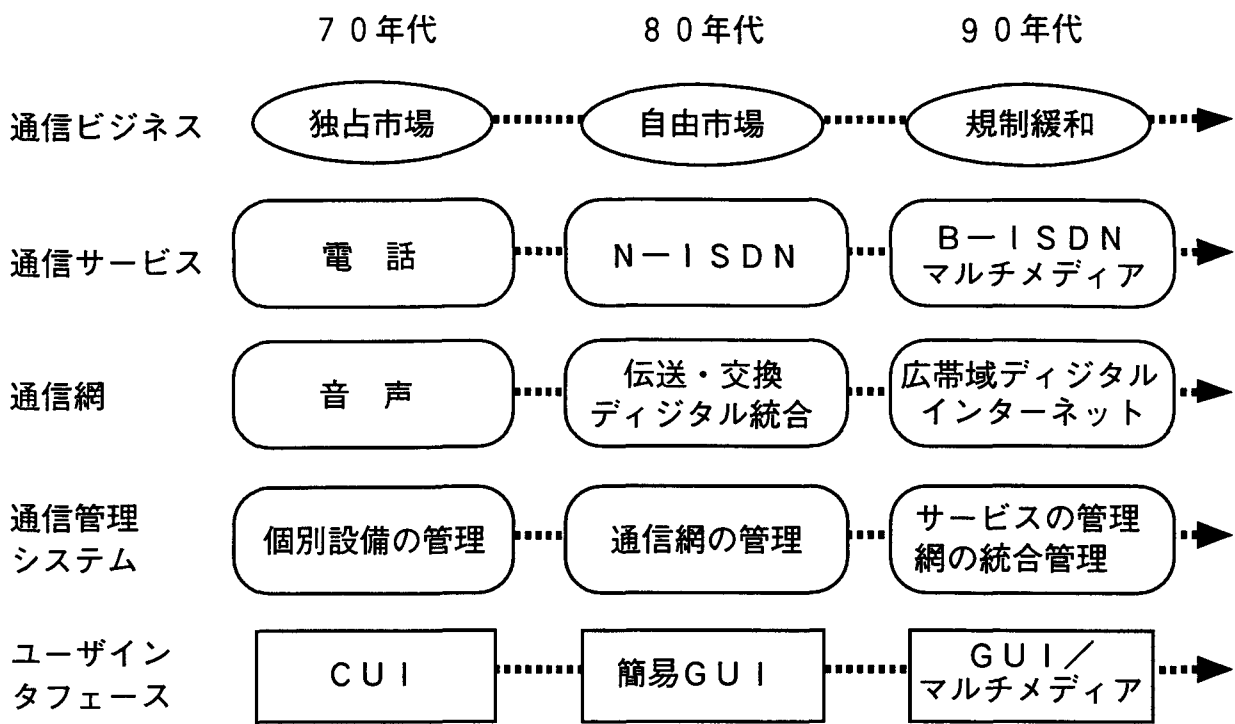 ７０年代　８０年代　９０年代
通信ビジネス　独占市場　自由市場　規制緩和
通信サービス　電　話　Ｎ－ＩＳＤＮ　Ｂ－ＩＳＤＮ
マルチメディア
通信網　音　声　伝送・交換
ディジタル統合　広帯域ディジタル
インターネット
通信管理
システム　個別設備の管理　通信網の管理　サービスの管理
網の統合管理
ユーザイン
タフェース　ＣＵＩ　簡易ＧＵＩ　ＧＵＩ／
マルチメディア